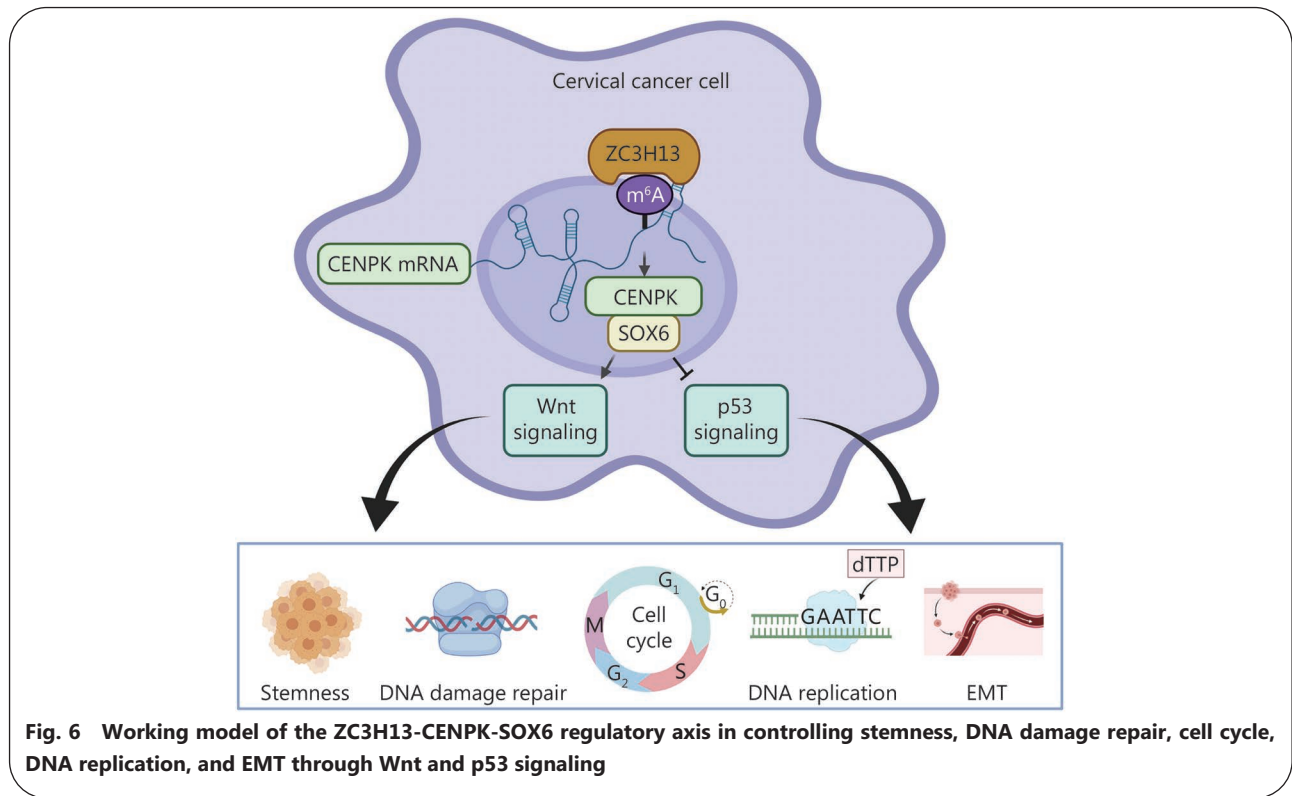 Cervical cancer cell
ZC3H13
m⁶A
CENPK mRNA
CENPK
SOX6
Wnt
signaling
p53
signaling
dTTP
G₁
G₀
GAATTC
M
Cell
cycle
G₂
S
Stemness
DNA damage repair
DNA replication
EMT
Fig. 6 Working model of the ZC3H13-CENPK-SOX6 regulatory axis in controlling stemness, DNA damage repair, cell cycle,
DNA replication, and EMT through Wnt and p53 signaling